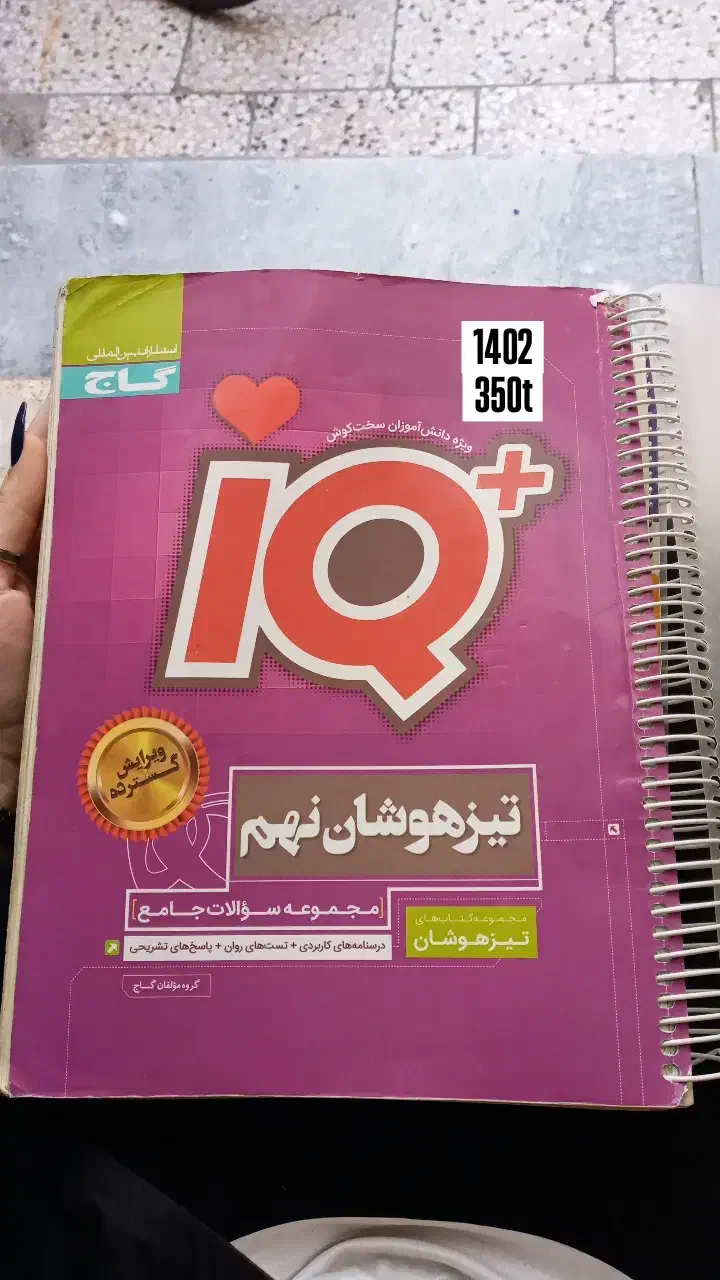 انتشارات بین‌المللی
گاج
1402
350t
ویژه دانش‌آموزان سخت‌کوش
IQ+
ویرایش
گسترده
تیزهوشان نهم
[مجموعه سؤالات جامع]
مجموعه کتاب‌های
تیزهوشان
درسنامه‌های کاربردی + تست‌های روان + پاسخ‌های تشریحی
گروه مؤلفان گاج